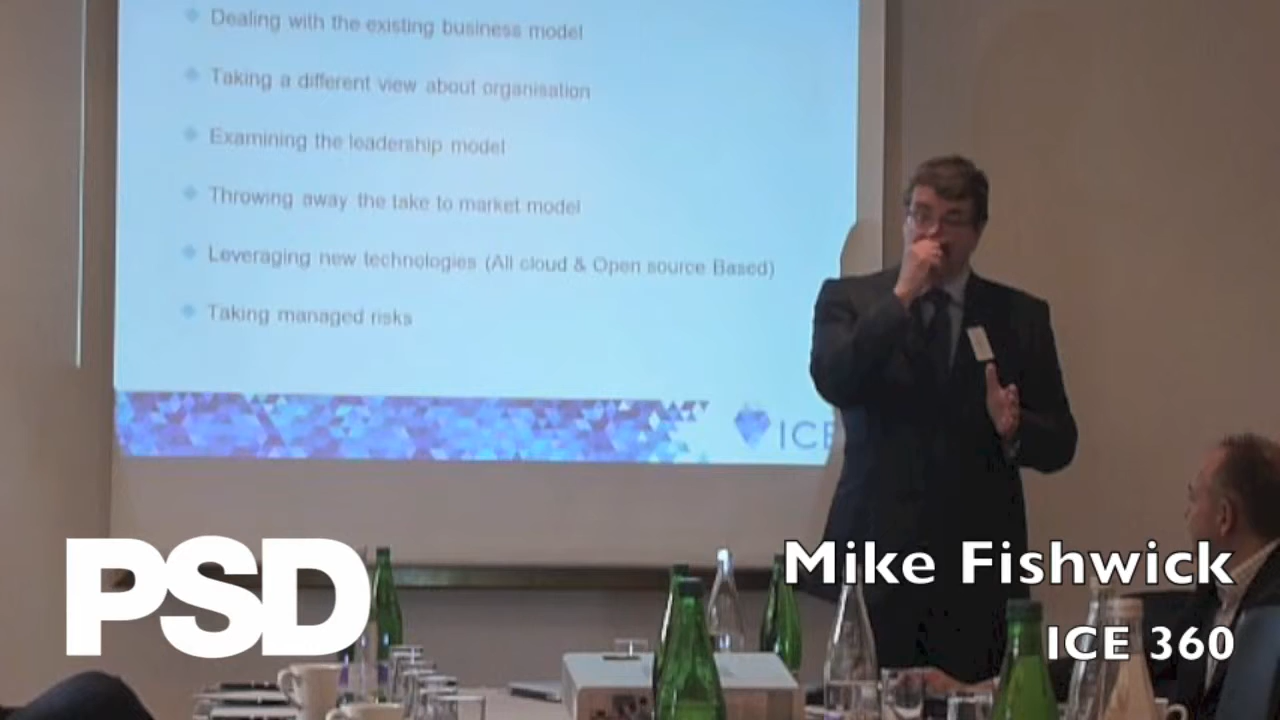 Dealing with the existing business model
Taking a different view about organisation
Examining the leadership model
Throwing away the take to market model
Leveraging new technologies (All cloud & Open source Based)
Taking managed risks
ICE
PSD
Mike Fishwick
ICE 360